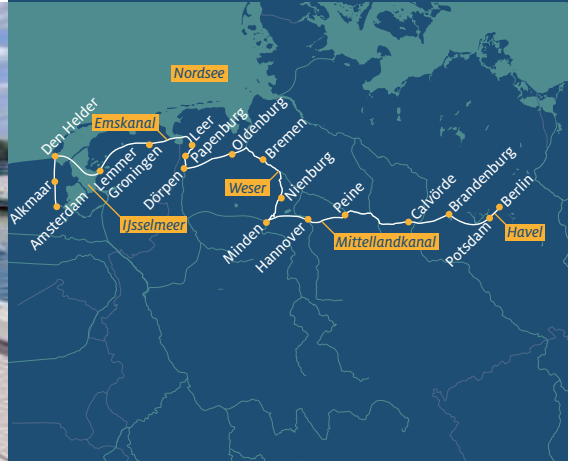 Nordsee
Den Helder
Emskanal
Leer
Papenburg
Oldenburg
Bremen
Lemmer
Groningen
Dörpen
Alkmaar
Amsterdam
IJsselmeer
Weser
Nienburg
Minden
Hannover
Peine
Mittellandkanal
Calvörde
Brandenburg
Berlin
Potsdam
Havel